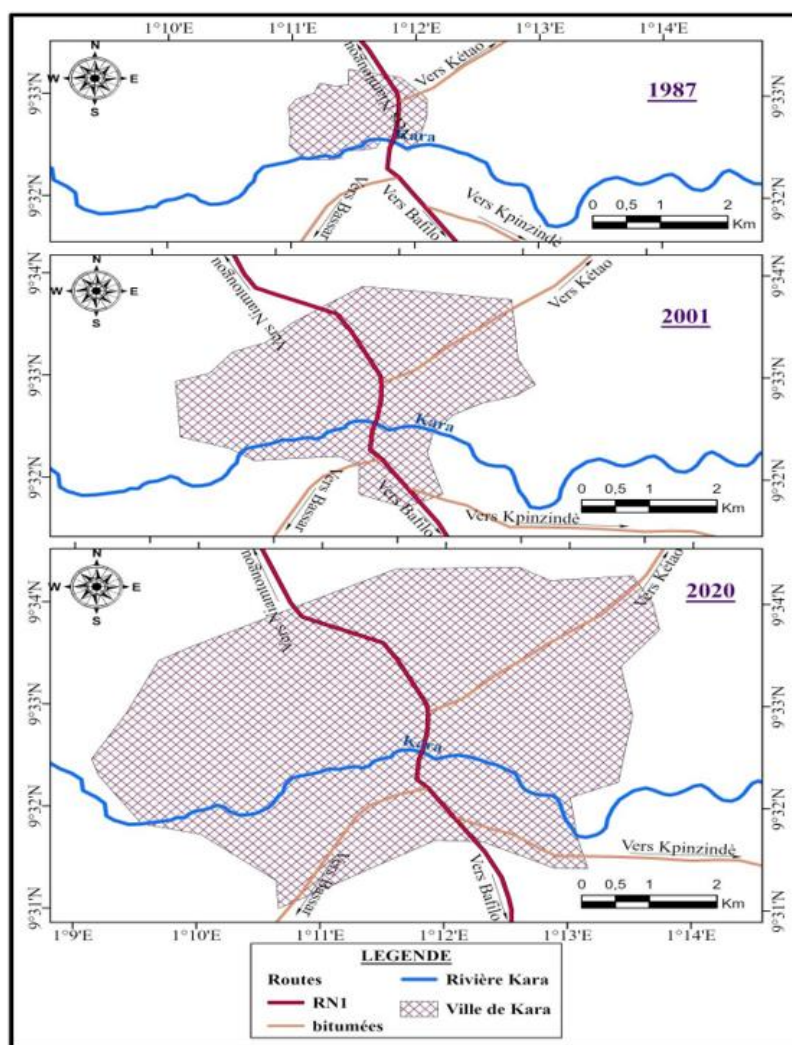 1°10'E 1°11'E 1°12'E 1°13'E 1°14'E
N
W E
S
9°33'N
9°32'N
Vers Niamtougou
Vers Kétao
1987
Kara
Vers Bassar
Vers Bafilo
Vers Kpinzindè
0 0,5 1 2
Km
9°33'N
9°32'N
N
W E
S
9°34'N
9°33'N
9°32'N
Vers Niamtougou
Vers Kétao
2001
Kara
Vers Bassar
Vers Bafilo
Vers Kpinzindè
0 0,5 1 2
Km
9°34'N
9°33'N
9°32'N
N
W E
S
9°34'N
9°33'N
9°32'N
9°31'N
Vers Niamtougou
Vers Kétao
2020
Kara
Vers Bassar
Vers Bafilo
Vers Kpinzindè
0 0,5 1 2
Km
9°34'N
9°33'N
9°32'N
9°31'N
1°9'E 1°10'E 1°11'E 1°12'E 1°13'E 1°14'E
LEGENDE
Routes
RN1
bitumées
Rivière Kara
Ville de Kara